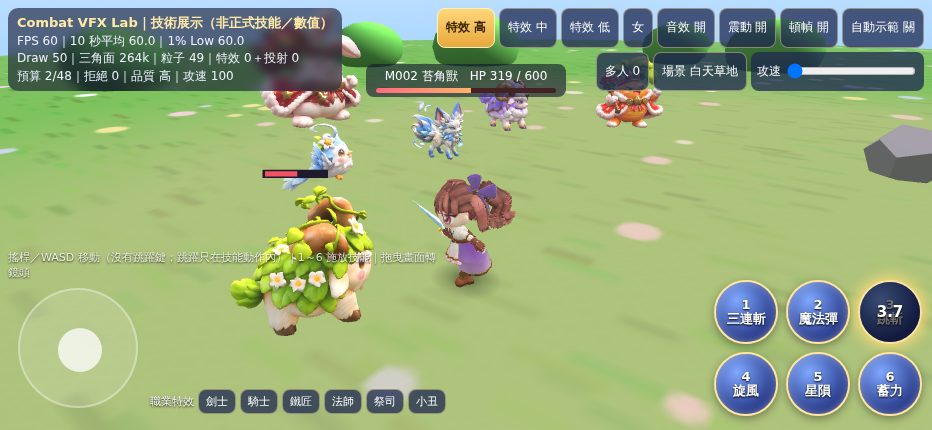 Combat VFX Lab｜技術展示（非正式技能／數值）
FPS 60｜10 秒平均 60.0｜1% Low 60.0
Draw 50｜三角面 264k｜粒子 49｜特效 0＋投射 0
預算 2/48｜拒絕 0｜品質 高｜攻速 100
特效 高
特效 中
特效 低
女
音效 開
震動 開
頓幀 開
自動示範 關
M002 苔角獸 HP 319 / 600
多人 0
場景 白天草地
攻速
搖桿／WASD 移動（沒有跳躍鍵；跳躍只在技能動作內）｜1～6 施放技能｜拖曳畫面轉
鏡頭
1
三連斬
2
魔法彈
3.7
4
旋風
5
星隕
6
蓄力
職業特效
劍士
騎士
鐵匠
法師
祭司
小丑